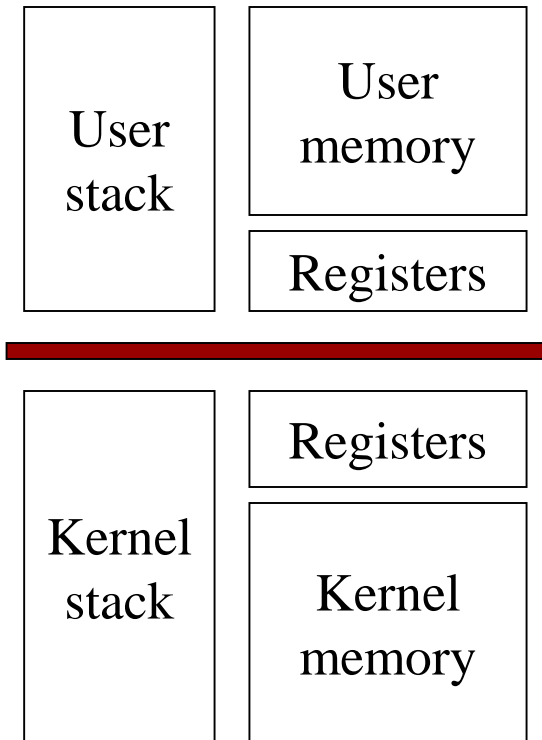 User
stack
User
memory
Registers
Kernel
stack
Registers
Kernel
memory